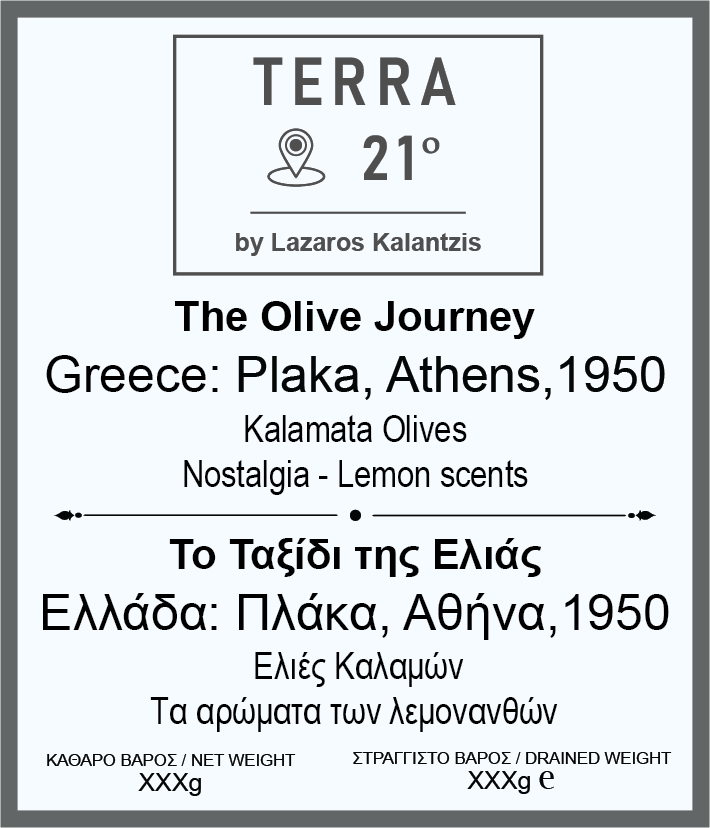 TERRA
21º
by Lazaros Kalantzis
The Olive Journey
Greece: Plaka, Athens,1950
Kalamata Olives
Nostalgia - Lemon scents
Το Ταξίδι της Ελιάς
Ελλάδα: Πλάκα, Αθήνα,1950
Ελιές Καλαμών
Τα αρώματα των λεμονανθών
ΚΑΘΑΡΟ ΒΑΡΟΣ / NET WEIGHT
XXXg
ΣΤΡΑΓΓΙΣΤΟ ΒΑΡΟΣ / DRAINED WEIGHT
XXXg ℮